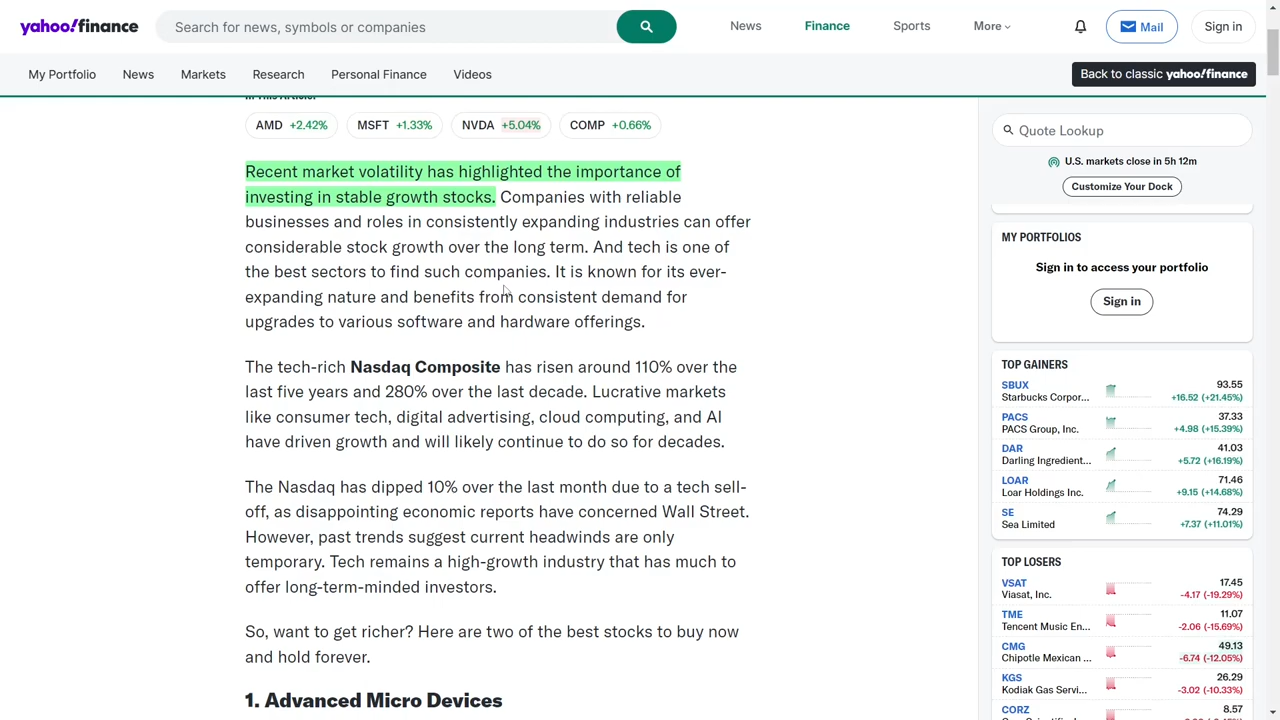 yahoo!finance
Search for news, symbols or companies
News
Finance
Sports
More
Mail
Sign in
My Portfolio
News
Markets
Research
Personal Finance
Videos
Back to classic yahoo!finance
In This Article:
AMD +2.42%
MSFT +1.33%
NVDA +5.04%
COMP +0.66%
Recent market volatility has highlighted the importance of
investing in stable growth stocks. Companies with reliable
businesses and roles in consistently expanding industries can offer
considerable stock growth over the long term. And tech is one of
the best sectors to find such companies. It is known for its ever-
expanding nature and benefits from consistent demand for
upgrades to various software and hardware offerings.
The tech-rich Nasdaq Composite has risen around 110% over the
last five years and 280% over the last decade. Lucrative markets
like consumer tech, digital advertising, cloud computing, and AI
have driven growth and will likely continue to do so for decades.
The Nasdaq has dipped 10% over the last month due to a tech sell-
off, as disappointing economic reports have concerned Wall Street.
However, past trends suggest current headwinds are only
temporary. Tech remains a high-growth industry that has much to
offer long-term-minded investors.
So, want to get richer? Here are two of the best stocks to buy now
and hold forever.
1. Advanced Micro Devices
Quote Lookup
U.S. markets close in 5h 12m
Customize Your Dock
MY PORTFOLIOS
Sign in to access your portfolio
Sign in
TOP GAINERS
SBUX 93.55
Starbucks Corpor... +16.52 (+21.45%)
PACS 37.33
PACS Group, Inc. +4.98 (+15.39%)
DAR 41.03
Darling Ingredient... +5.72 (+16.19%)
LOAR 71.46
Loar Holdings Inc. +9.15 (+14.68%)
SE 74.29
Sea Limited +7.37 (+11.01%)
TOP LOSERS
VSAT 17.45
Viasat, Inc. -4.17 (-19.29%)
TME 11.07
Tencent Music En... -2.06 (-15.69%)
CMG 49.13
Chipotle Mexican ... -6.74 (-12.05%)
KGS 26.29
Kodiak Gas Servi... -3.02 (-10.33%)
CORZ 8.57